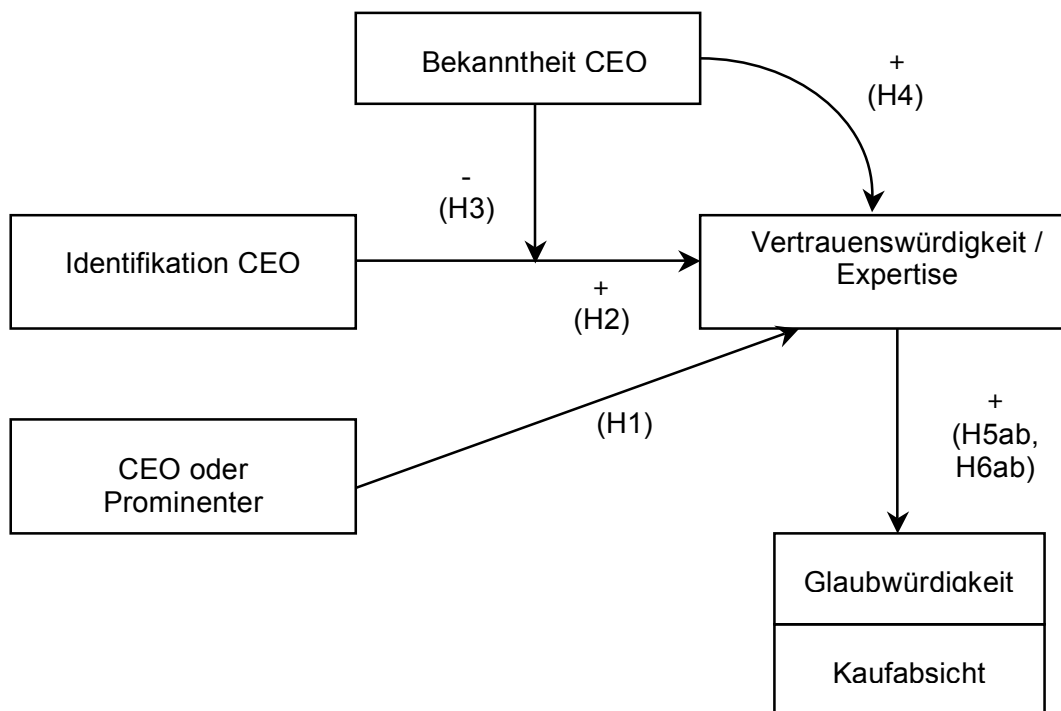 Bekanntheit CEO
+
(H4)
-
(H3)
Identifikation CEO
Vertrauenswürdigkeit /
Expertise
+
(H2)
(H1)
CEO oder
Prominenter
+
(H5ab,
H6ab)
Glaubwürdigkeit
Kaufabsicht